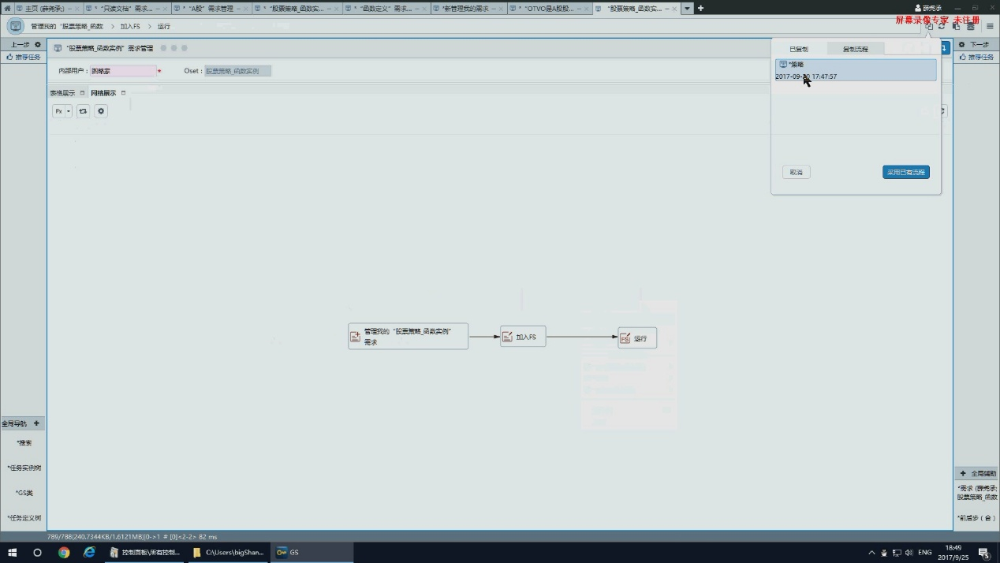 主页 (薛尧承;)
* "只读文档" 需求...
* "A股" 需求管理
* "股票策略_函数实...
* "函数定义" 需求...
*新管理我的需求
* "OTVO是A股股...
"股票策略_函数实...
薛尧承
屏幕录像专家 未注册
管理我的 "股票策略_函数 > 加入FS > 运行
上一步
推荐任务
"股票策略_函数实例" 需求管理
已复制
复制流程
下一步
推荐任务
*策略
2017-09-20 17:47:57
内部用户：
图略家
*
Oset：
股票策略_函数实例
表格展示
网络展示
Fx
取消
采用已有流程
管理我的 "股票策略_函数实例"
需求
加入FS
FS
运行
全局导航
*搜索
*任务实例树
*GS类
*任务定义树
全局辅助
*需求 (薛尧承;
股票策略_函数
*前后步（合）
789/788(240.7344KB/1.6121MB)|0->1 # [0]<2-2> 82 ms
控制面板\所有控制...
C:\Users\bigShan...
GS
ENG
18:49
2017/9/25
5